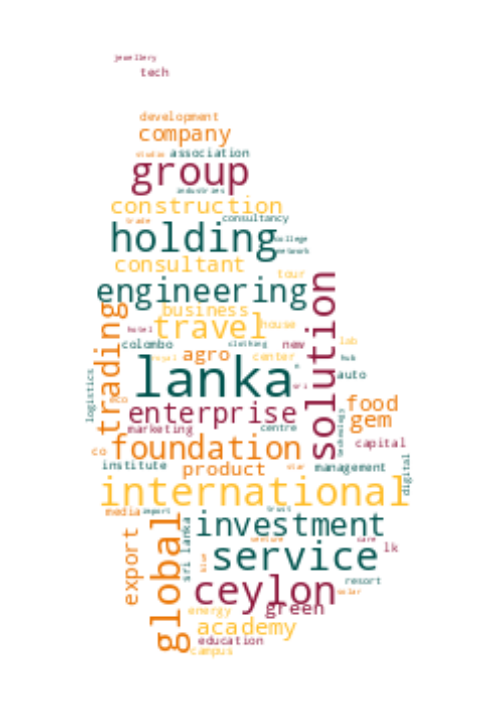 jewellery
tech
development
company
studio association
group
industries
construction
trade consultancy
holding college
network
consultant
tour
engineering
business
travel house
hotel new lab
colombo clothing
royal agro center hub
lanka auto
trading
solution
logistics
eco sri
enterprise food
gem
marketing centre
technology
foundation capital
co
institute product star management
digital
international
media import trust
investment
export
global
sri lanka
venture care
service lk
blue
resort
ceylon solar
energy green
academy
education
campus